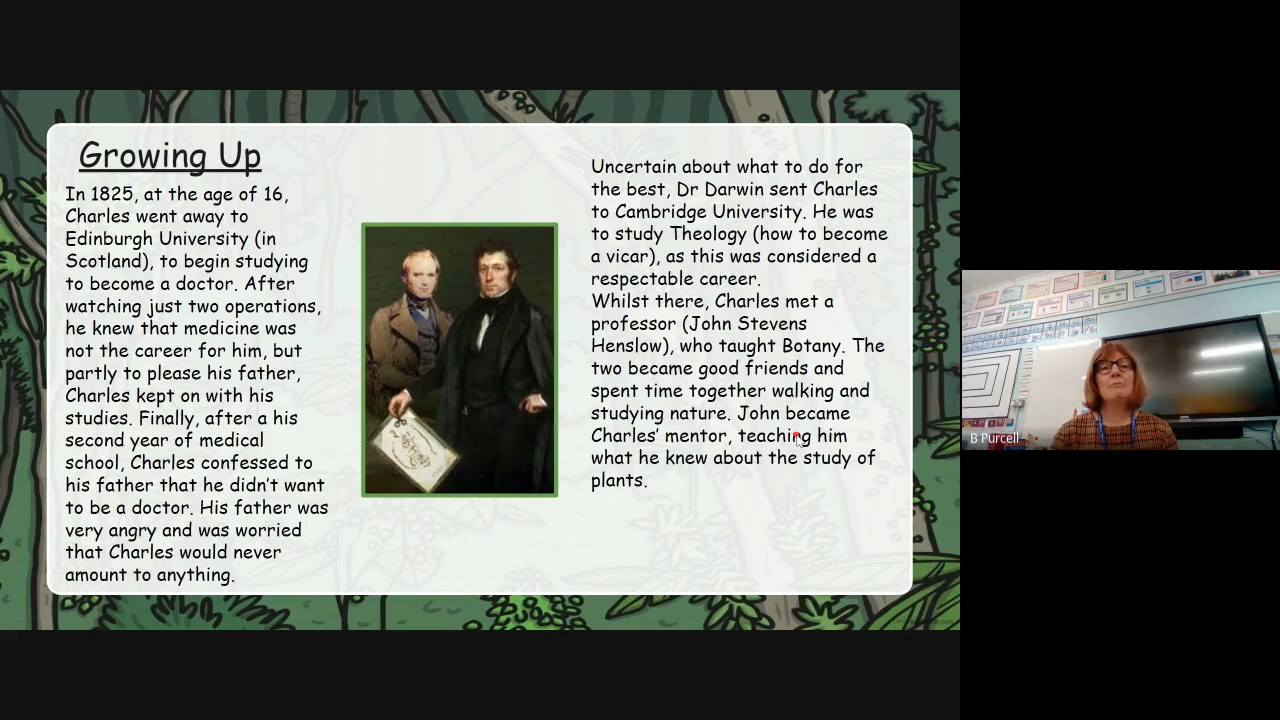 Growing Up
In 1825, at the age of 16,
Charles went away to
Edinburgh University (in
Scotland), to begin studying
to become a doctor. After
watching just two operations,
he knew that medicine was
not the career for him, but
partly to please his father,
Charles kept on with his
studies. Finally, after a his
second year of medical
school, Charles confessed to
his father that he didn't want
to be a doctor. His father was
very angry and was worried
that Charles would never
amount to anything.
Uncertain about what to do for
the best, Dr Darwin sent Charles
to Cambridge University. He was
to study Theology (how to become
a vicar), as this was considered a
respectable career.
Whilst there, Charles met a
professor (John Stevens
Henslow), who taught Botany. The
two became good friends and
spent time together walking and
studying nature. John became
Charles' mentor, teaching him
what he knew about the study of
plants.
B Purcell